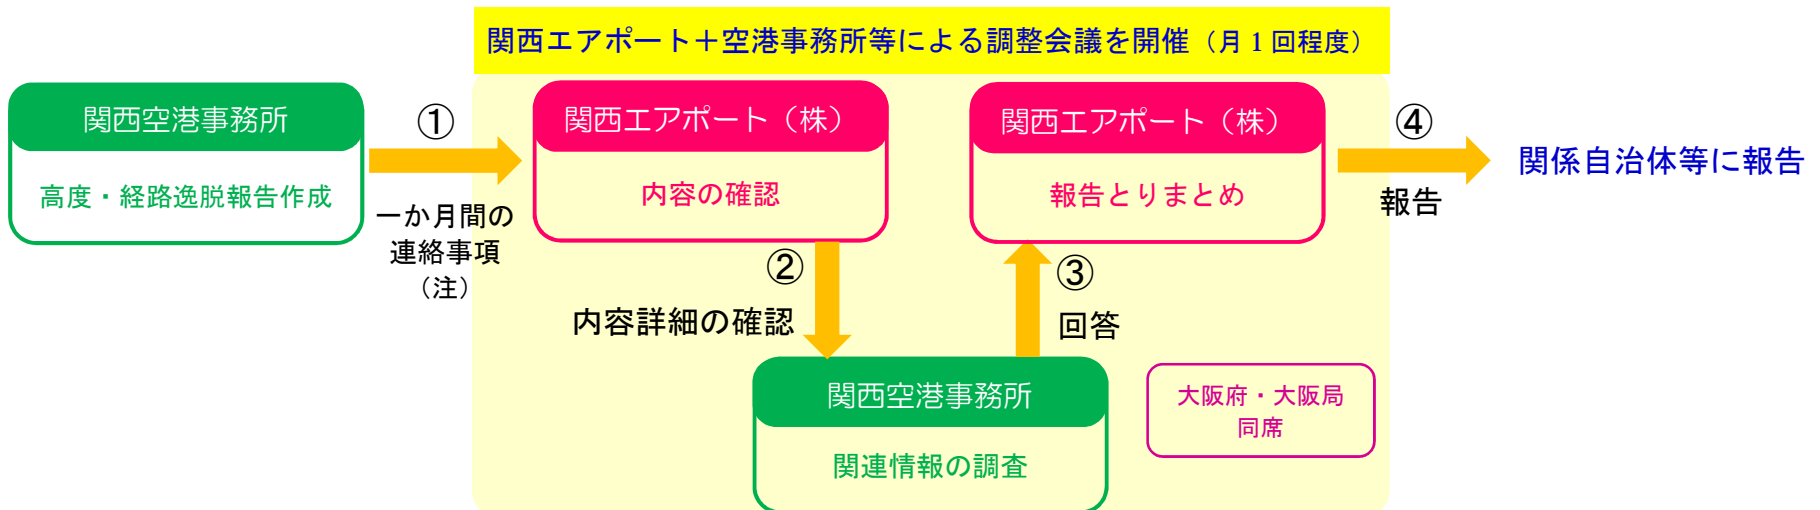 関西エアポート＋空港事務所等による調整会議を開催（月1回程度）
関西空港事務所
高度・経路逸脱報告作成
①
一か月間の
連絡事項
（注）
関西エアポート（株）
内容の確認
②
内容詳細の確認
関西空港事務所
関連情報の調査
③
回答
関西エアポート（株）
報告とりまとめ
④
報告
関係自治体等に報告
大阪府・大阪局
同席